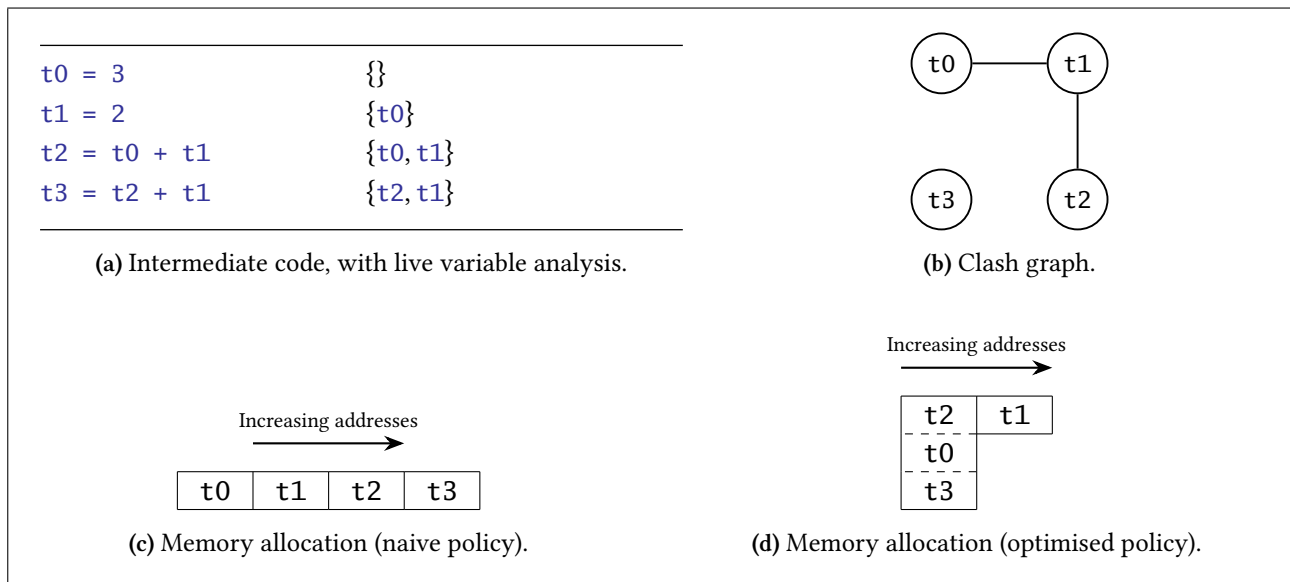 t0 = 3 {}
t1 = 2 {t0}
t2 = t0 + t1 {t0, t1}
t3 = t2 + t1 {t2, t1}
(a) Intermediate code, with live variable analysis.
t0 t1
t3 t2
(b) Clash graph.
Increasing addresses
t0 t1 t2 t3
(c) Memory allocation (naive policy).
Increasing addresses
t2 t1
t0
t3
(d) Memory allocation (optimised policy).